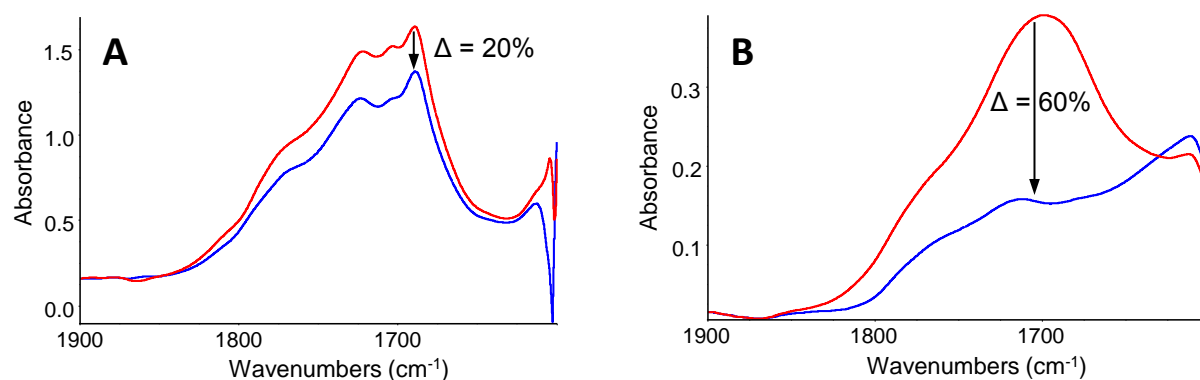 A
Δ = 20%
1.5
1.0
0.5
0.0
Absorbance
1900
1800
1700
Wavenumbers (cm⁻¹)
B
Δ = 60%
0.3
0.2
0.1
Absorbance
1900
1800
1700
Wavenumbers (cm⁻¹)